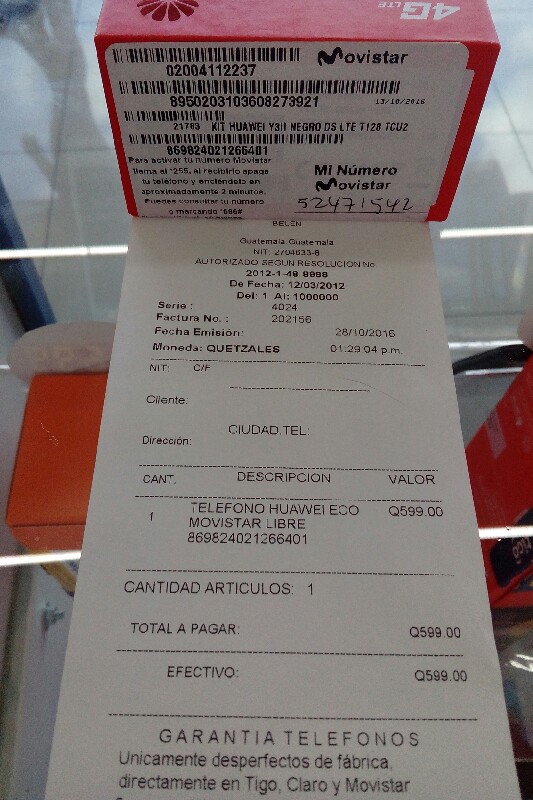 4G LTE
Movistar
02004112237
8950203103608273921
13/10/2016
21783 KIT HUAWEI Y3II NEGRO DS LTE T128 TCU2
869824021266401
Para activar tu número Movistar
llama al *255, al recibirlo apaga
tu teléfono y enciéndelo en
aproximadamente 2 minutos.
Puedes consultar tu número
o marcando *666#
Mi Número
Movistar
52471542
BELEN
Guatemala Guatemala
NIT: 2704633-8
AUTORIZADO SEGUN RESOLUCION No
2012-1-48-9998
De Fecha: 12/03/2012
Del: 1 Al: 1000000
Serie : 4024
Factura No. : 202156
Fecha Emisión: 28/10/2016
Moneda: QUETZALES 01:29:04 p.m.
NIT: C/F
Cliente.
CIUDAD.TEL:
Dirección:
CANT. DESCRIPCION VALOR
1 TELEFONO HUAWEI ECO Q599.00
MOVISTAR LIBRE
869824021266401
CANTIDAD ARTICULOS: 1
TOTAL A PAGAR: Q599.00
EFECTIVO: Q599.00
GARANTIA TELEFONOS
Unicamente desperfectos de fábrica,
directamente en Tigo, Claro y Movistar